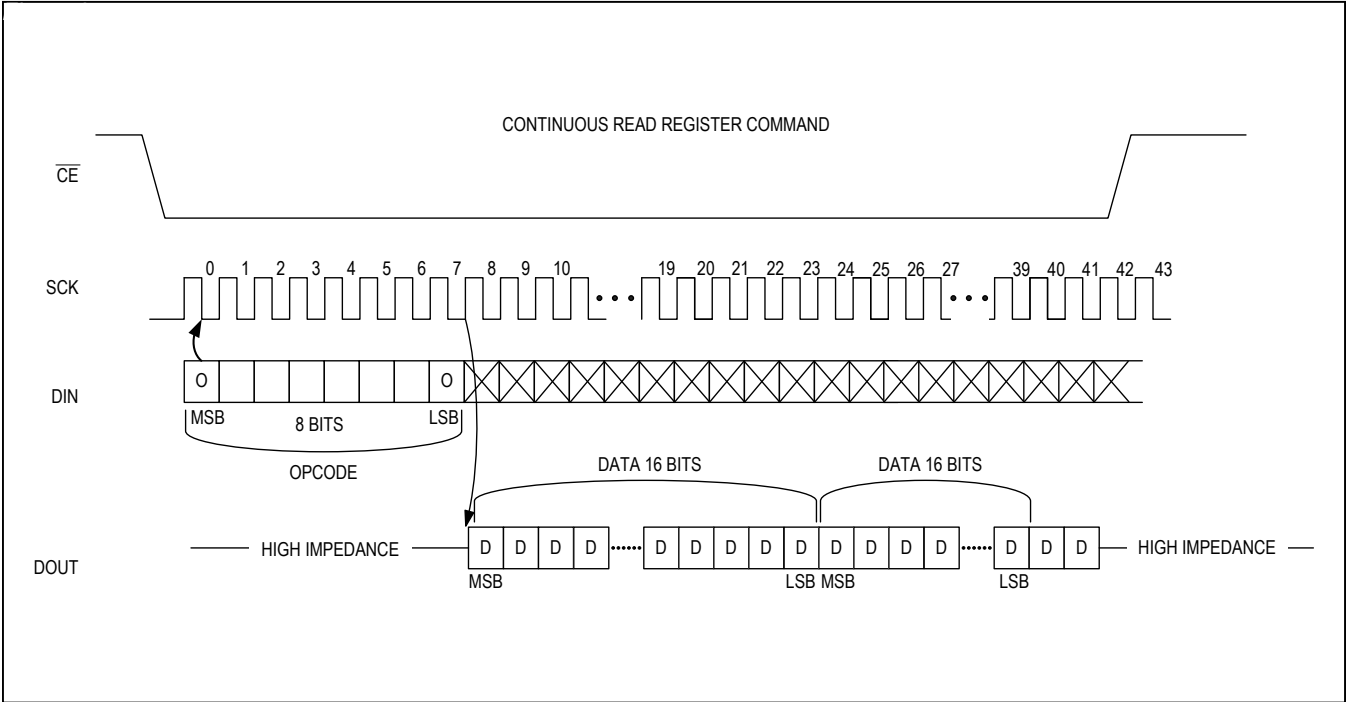 CONTINUOUS READ REGISTER COMMAND
CE
SCK
0 1 2 3 4 5 6 7 8 9 10 19 20 21 22 23 24 25 26 27 39 40 41 42 43
DIN
O O
MSB 8 BITS LSB
OPCODE
DATA 16 BITS DATA 16 BITS
DOUT
HIGH IMPEDANCE D D D D D D D D D D D D D D D D HIGH IMPEDANCE
MSB LSB MSB LSB